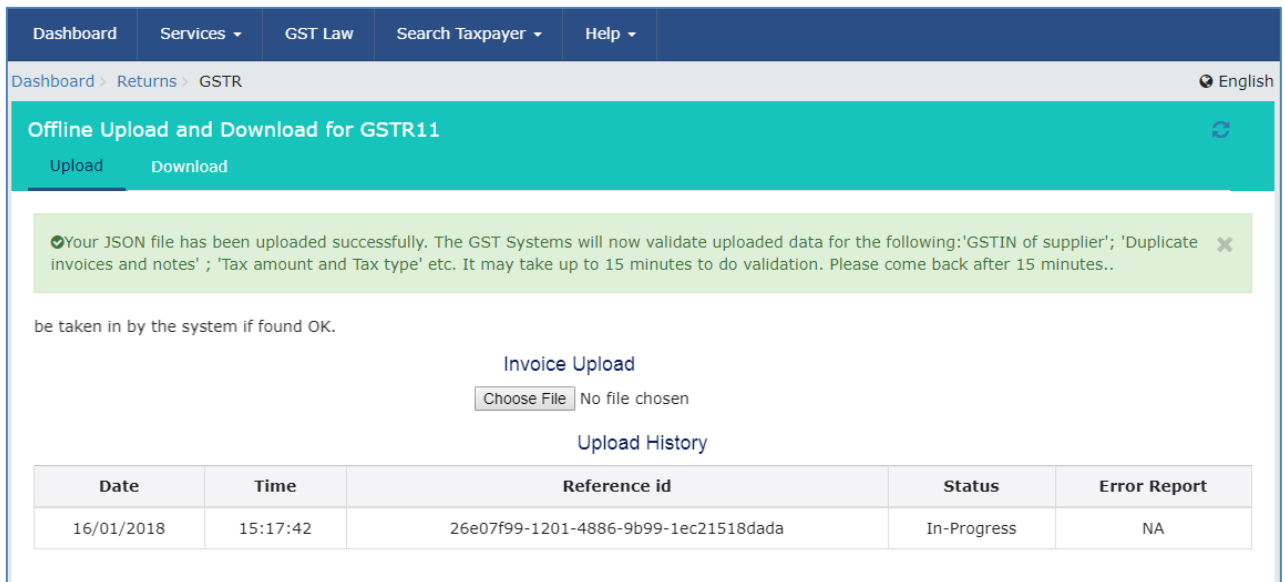 Dashboard Services GST Law Search Taxpayer Help
Dashboard > Returns > GSTR English
Offline Upload and Download for GSTR11
Upload Download
Your JSON file has been uploaded successfully. The GST Systems will now validate uploaded data for the following:'GSTIN of supplier'; 'Duplicate
invoices and notes' ; 'Tax amount and Tax type' etc. It may take up to 15 minutes to do validation. Please come back after 15 minutes..
be taken in by the system if found OK.
Invoice Upload
Choose File No file chosen
Upload History
Date Time Reference id Status Error Report
16/01/2018 15:17:42 26e07f99-1201-4886-9b99-1ec21518dada In-Progress NA